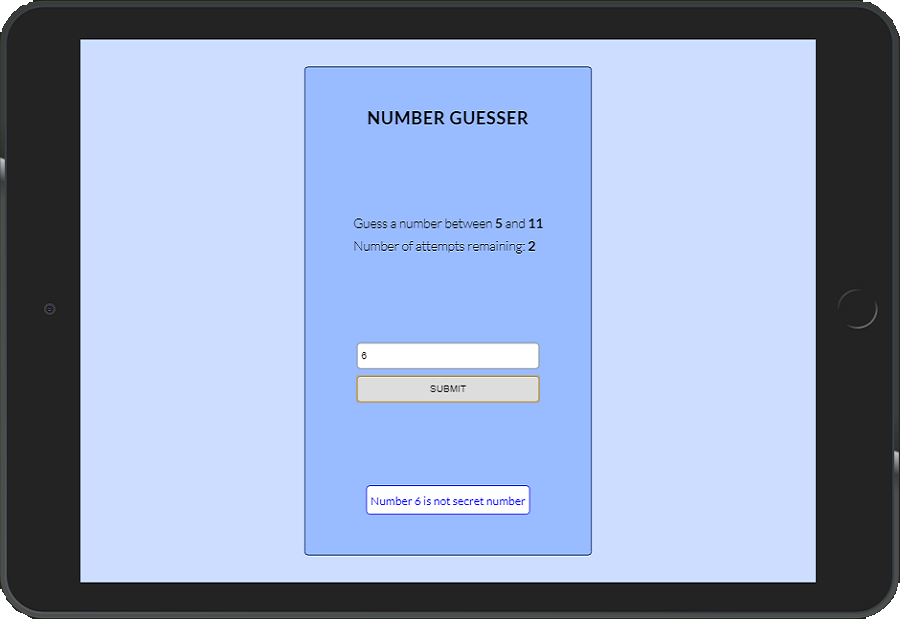 NUMBER GUESSER
Guess a number between 5 and 11
Number of attempts remaining: 2
6
SUBMIT
Number 6 is not secret number